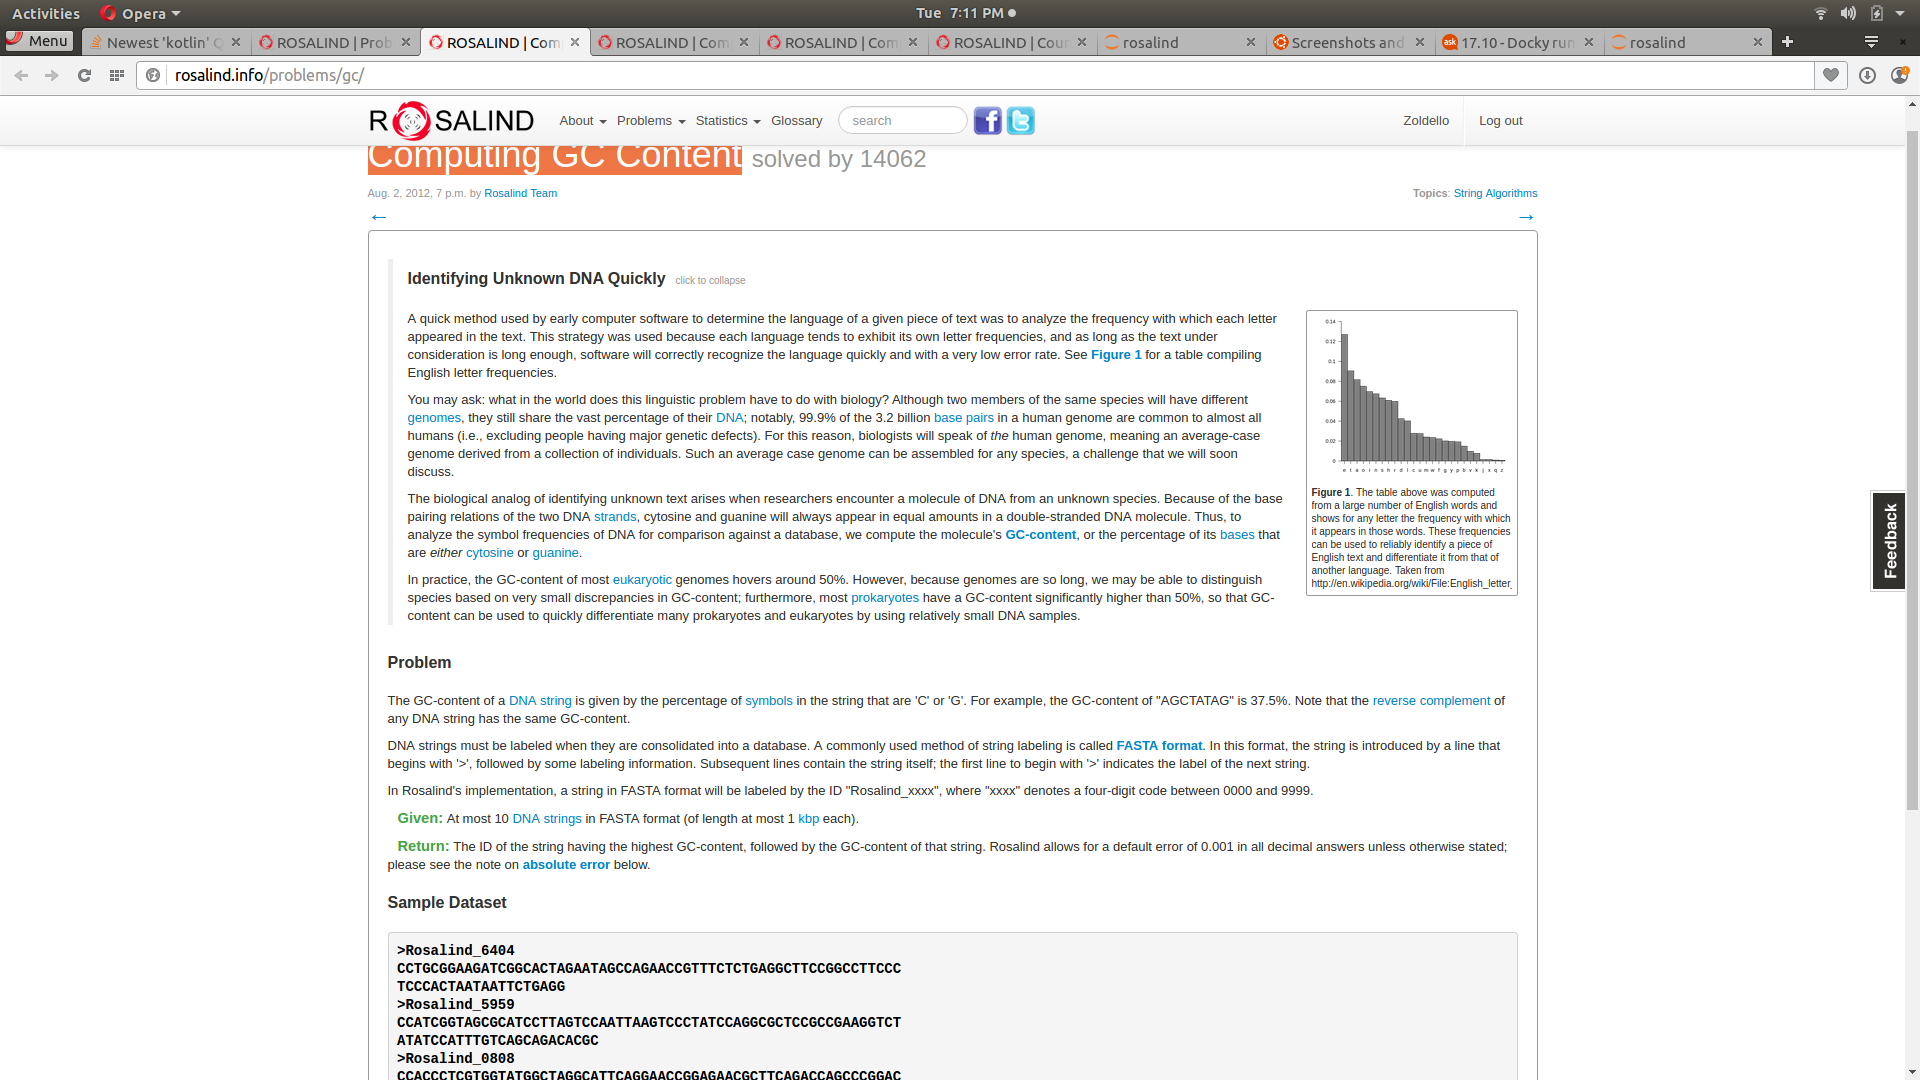 Activities Opera Tue 7:11 PM
Menu Newest 'kotlin' Q ROSALIND | Prob ROSALIND | Com ROSALIND | Com ROSALIND | Com ROSALIND | Coun rosalind Screenshots and 17.10 - Docky run rosalind
rosalind.info/problems/gc/
ROSALIND About Problems Statistics Glossary search Zoldello Log out
Computing GC Content solved by 14062
Aug. 2, 2012, 7 p.m. by Rosalind Team Topics: String Algorithms
← →
Identifying Unknown DNA Quickly click to collapse
A quick method used by early computer software to determine the language of a given piece of text was to analyze the frequency with which each letter
appeared in the text. This strategy was used because each language tends to exhibit its own letter frequencies, and as long as the text under
consideration is long enough, software will correctly recognize the language quickly and with a very low error rate. See Figure 1 for a table compiling
English letter frequencies.
You may ask: what in the world does this linguistic problem have to do with biology? Although two members of the same species will have different
genomes, they still share the vast percentage of their DNA; notably, 99.9% of the 3.2 billion base pairs in a human genome are common to almost all
humans (i.e., excluding people having major genetic defects). For this reason, biologists will speak of the human genome, meaning an average-case
genome derived from a collection of individuals. Such an average case genome can be assembled for any species, a challenge that we will soon
discuss.
The biological analog of identifying unknown text arises when researchers encounter a molecule of DNA from an unknown species. Because of the base
pairing relations of the two DNA strands, cytosine and guanine will always appear in equal amounts in a double-stranded DNA molecule. Thus, to
analyze the symbol frequencies of DNA for comparison against a database, we compute the molecule's GC-content, or the percentage of its bases that
are either cytosine or guanine.
In practice, the GC-content of most eukaryotic genomes hovers around 50%. However, because genomes are so long, we may be able to distinguish
species based on very small discrepancies in GC-content; furthermore, most prokaryotes have a GC-content significantly higher than 50%, so that GC-
content can be used to quickly differentiate many prokaryotes and eukaryotes by using relatively small DNA samples.
0.14
0.12
0.1
0.08
0.06
0.04
0.02
0
e t a o i n s h r d l c u m w f g y p b v k j x q z
Figure 1. The table above was computed
from a large number of English words and
shows for any letter the frequency with which
it appears in those words. These frequencies
can be used to reliably identify a piece of
English text and differentiate it from that of
another language. Taken from
http://en.wikipedia.org/wiki/File:English_letter_
Feedback
Problem
The GC-content of a DNA string is given by the percentage of symbols in the string that are 'C' or 'G'. For example, the GC-content of "AGCTATAG" is 37.5%. Note that the reverse complement of
any DNA string has the same GC-content.
DNA strings must be labeled when they are consolidated into a database. A commonly used method of string labeling is called FASTA format. In this format, the string is introduced by a line that
begins with '>', followed by some labeling information. Subsequent lines contain the string itself; the first line to begin with '>' indicates the label of the next string.
In Rosalind's implementation, a string in FASTA format will be labeled by the ID "Rosalind_xxxx", where "xxxx" denotes a four-digit code between 0000 and 9999.
Given: At most 10 DNA strings in FASTA format (of length at most 1 kbp each).
Return: The ID of the string having the highest GC-content, followed by the GC-content of that string. Rosalind allows for a default error of 0.001 in all decimal answers unless otherwise stated;
please see the note on absolute error below.
Sample Dataset
>Rosalind_6404
CCTGCGGAAGATCGGCACTAGAATAGCCAGAACCGTTTCTCTGAGGCTTCCGGCCTTCCC
TCCCACTAATAATTCTGAGG
>Rosalind_5959
CCATCGGTAGCGCATCCTTAGTCCAATTAAGTCCCTATCCAGGCGCTCCGCCGAAGGTCT
ATATCCATTTGTCAGCAGACACGC
>Rosalind_0808
CCACCCTCGTGGTATGGCTAGGCATTCAGGAACCGGAGAACGCTTCAGACCAGCCCGGAC